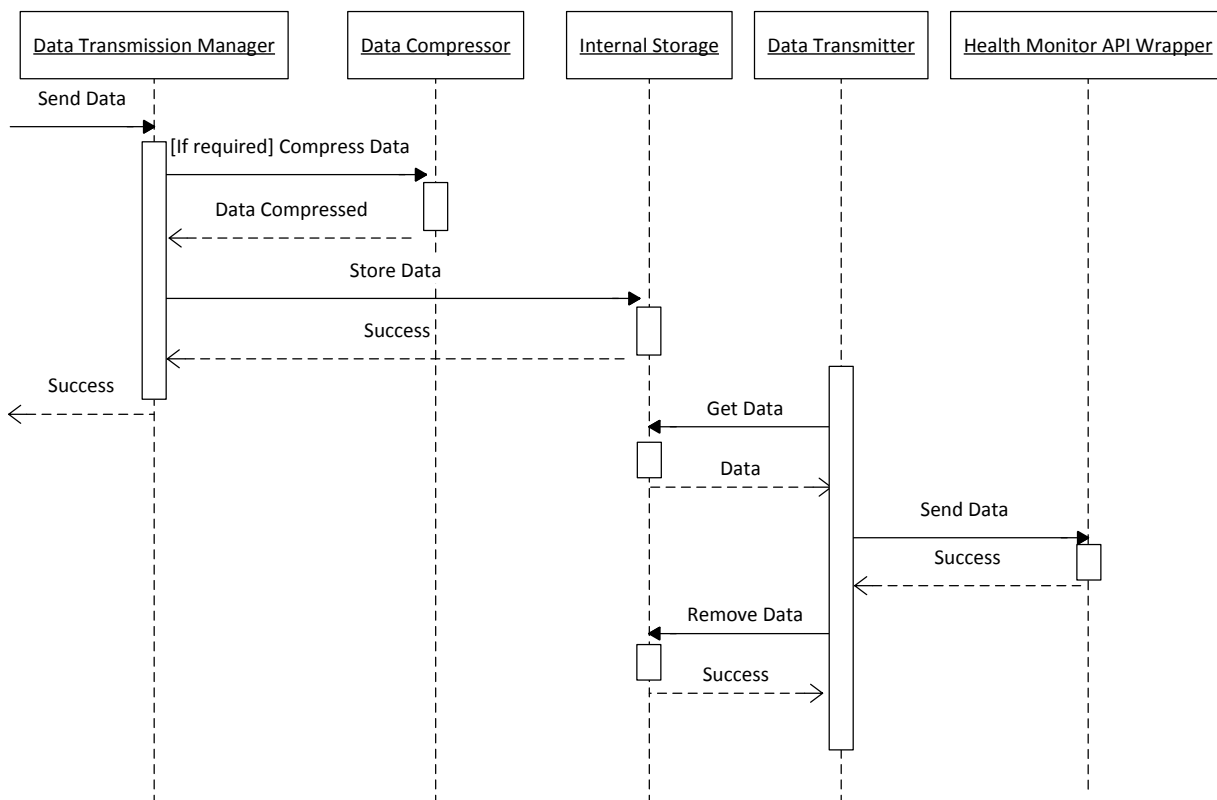 Data Transmission Manager
Data Compressor
Internal Storage
Data Transmitter
Health Monitor API Wrapper
Send Data
[If required] Compress Data
Data Compressed
Store Data
Success
Success
Get Data
Data
Send Data
Success
Remove Data
Success